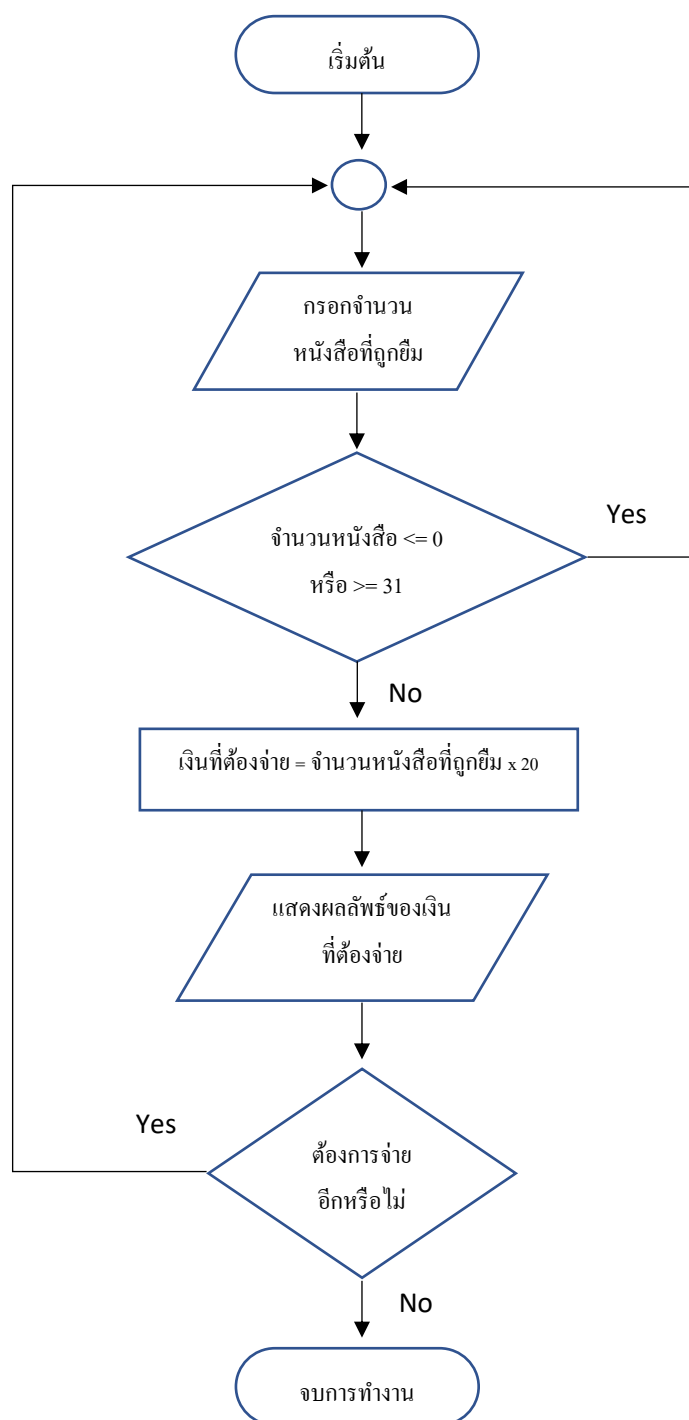 เริ่มต้น
กรอกจำนวน
หนังสือที่ถูกยืม
จำนวนหนังสือ <= 0
หรือ >= 31
Yes
No
เงินที่ต้องจ่าย = จำนวนหนังสือที่ถูกยืม x 20
แสดงผลลัพธ์ของเงิน
ที่ต้องจ่าย
Yes
ต้องการจ่าย
อีกหรือไม่
No
จบการทำงาน